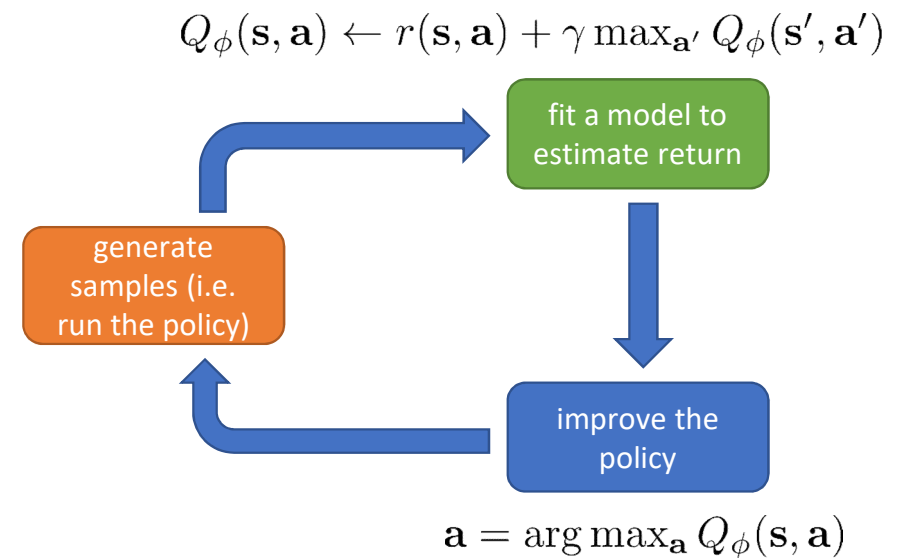 Q_ϕ(s, a) ← r(s, a) + γ max_a′ Q_ϕ(s′, a′)
fit a model to
estimate return
generate
samples (i.e.
run the policy)
improve the
policy
a = arg max_a Q_ϕ(s, a)